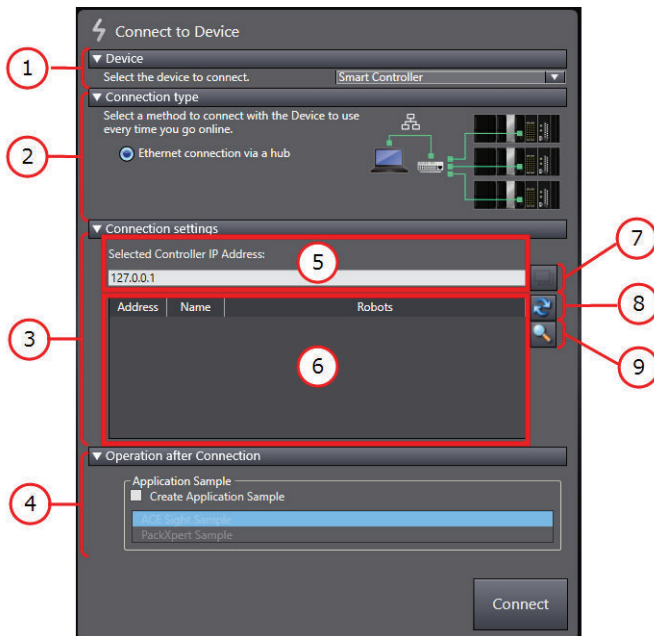 Connect to Device
1
Device
Select the device to connect.
Smart Controller
2
Connection type
Select a method to connect with the Device to use
every time you go online.
Ethernet connection via a hub
3
Connection settings
Selected Controller IP Address:
5
7
127.0.0.1
Address Name Robots
8
6
9
4
Operation after Connection
Application Sample
Create Application Sample
ACE Sight Sample
PackXpert Sample
Connect